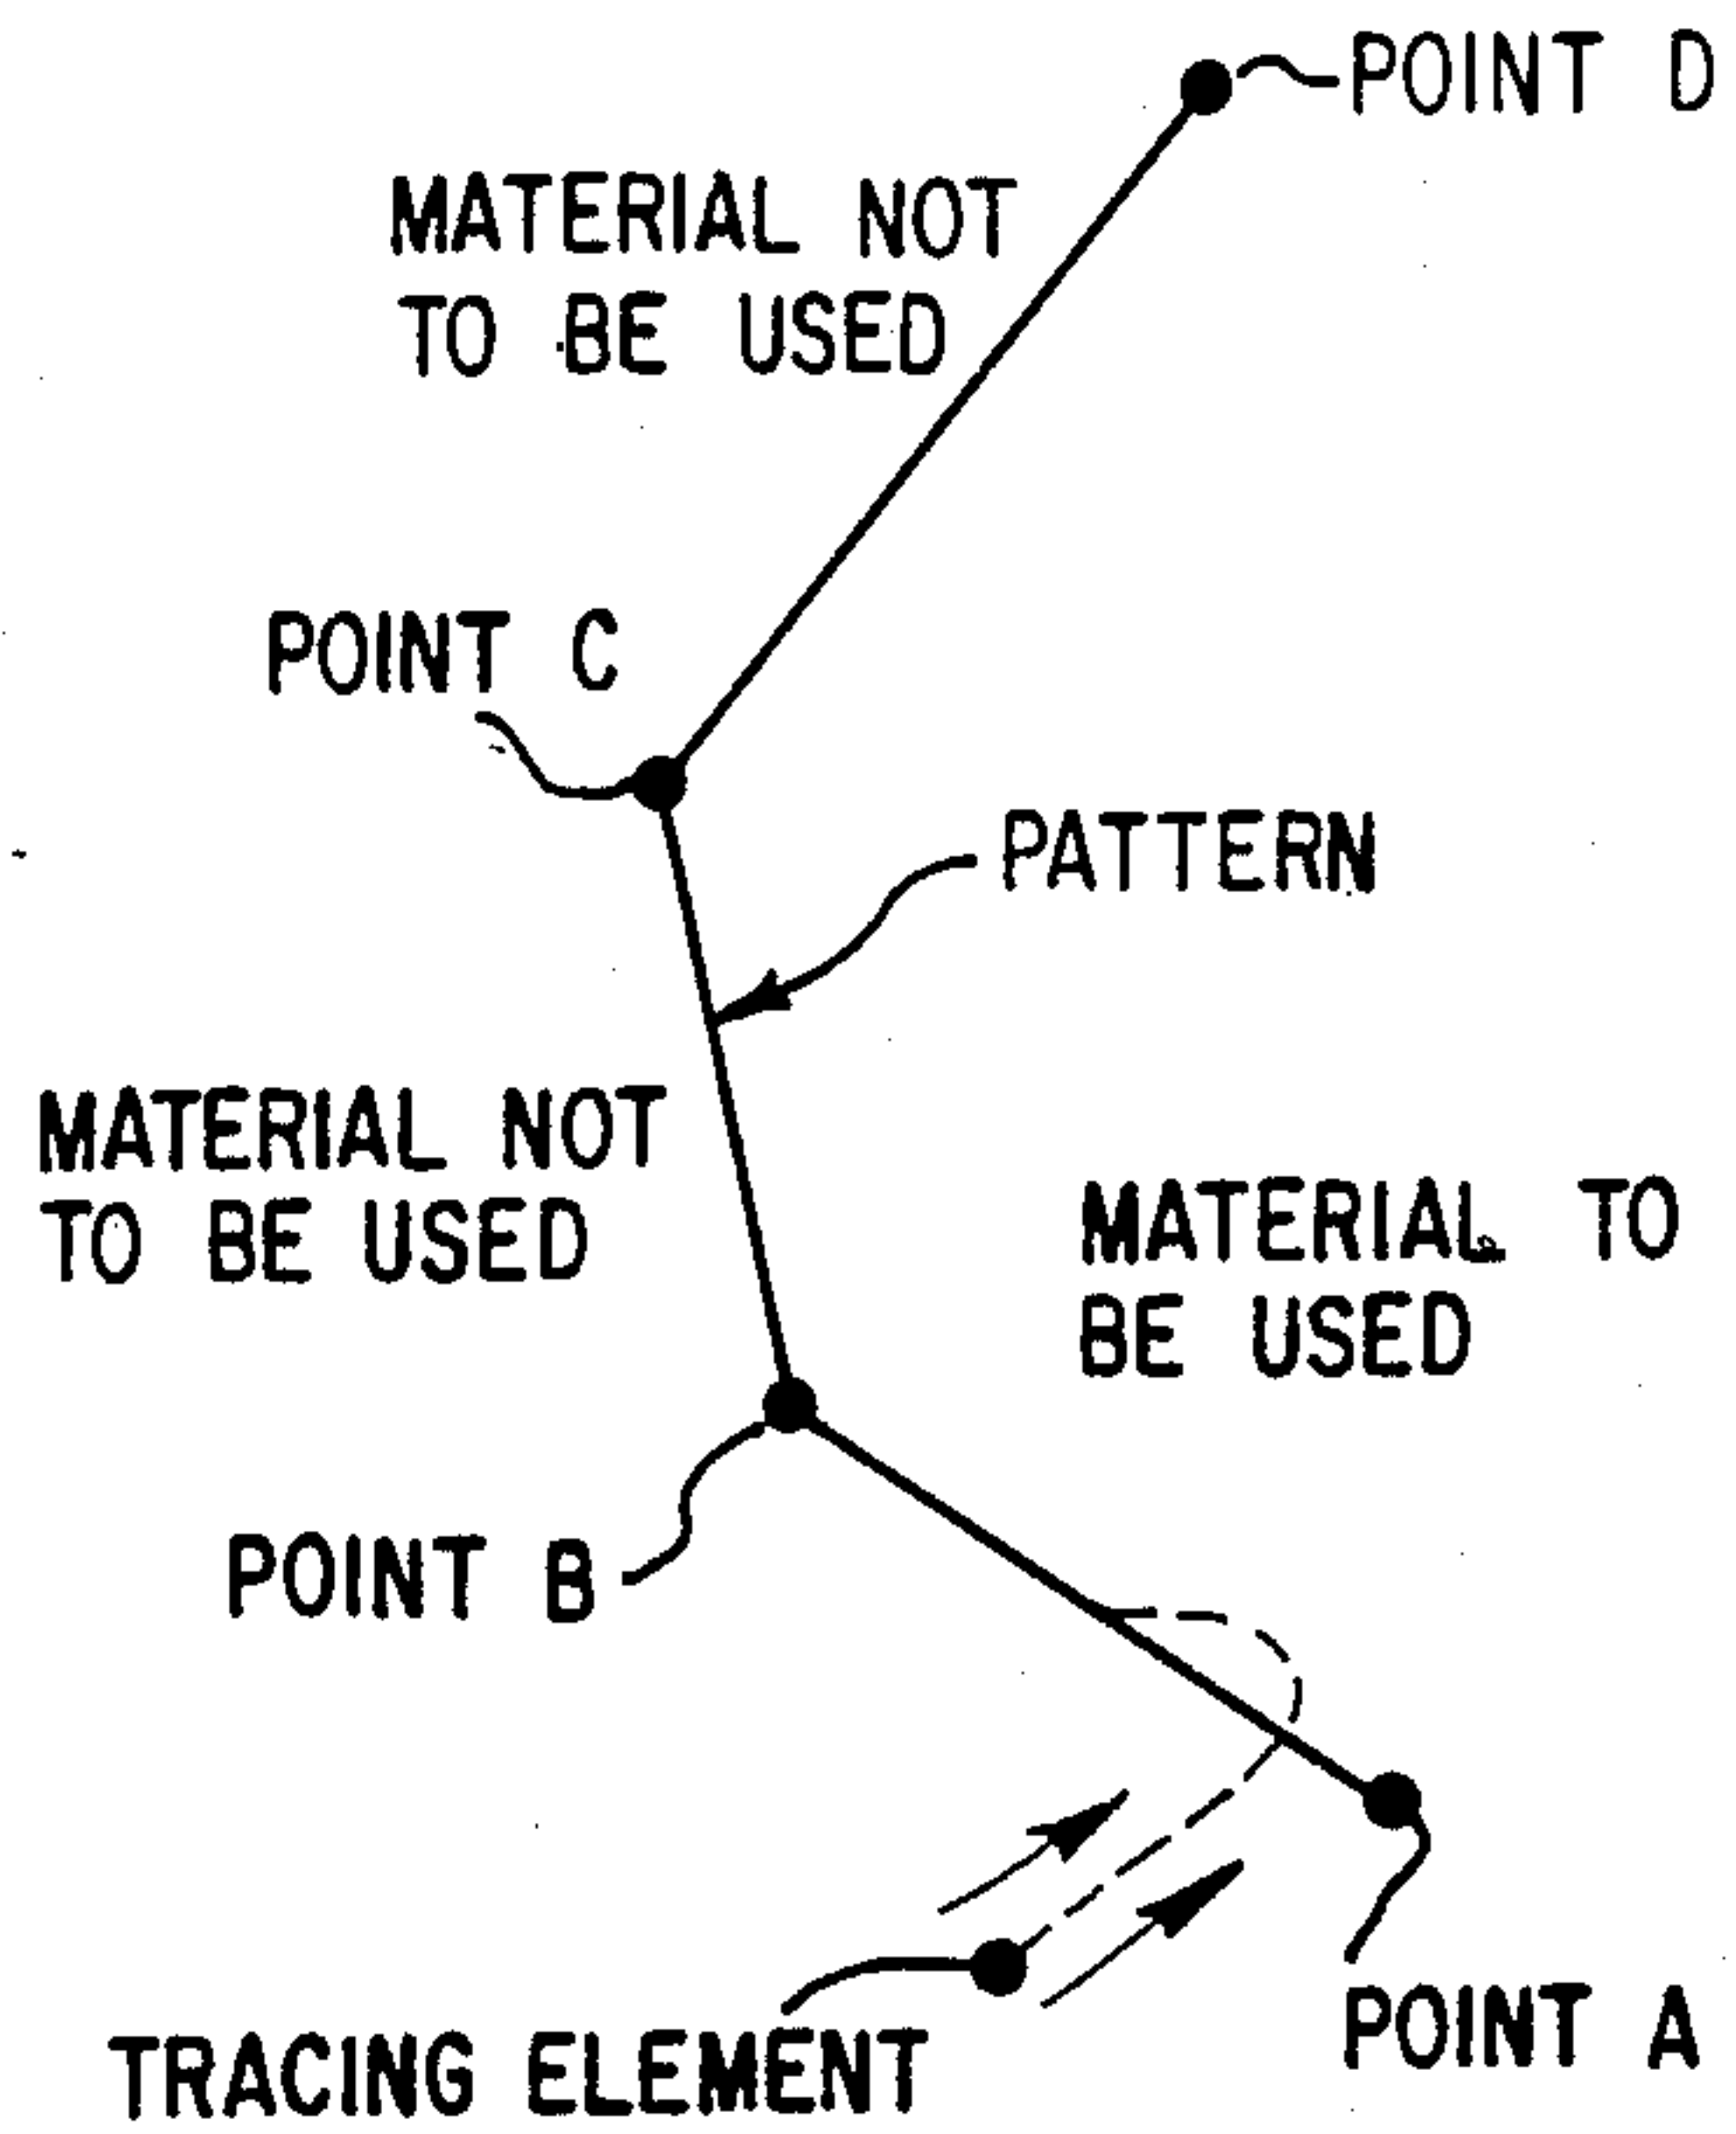 POINT D
MATERIAL NOT
TO BE USED
POINT C
PATTERN
MATERIAL NOT
TO BE USED
MATERIAL TO
BE USED
POINT B
POINT A
TRACING ELEMENT